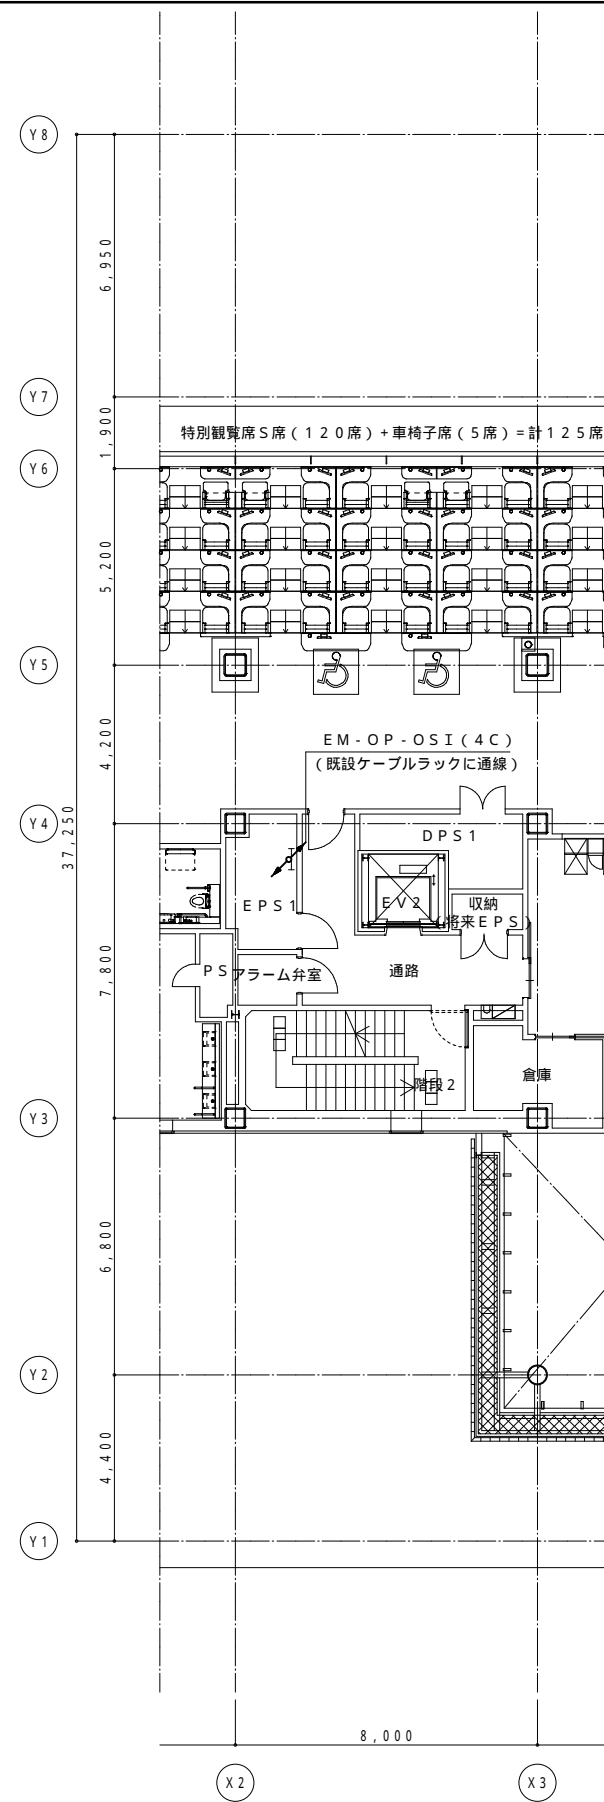 Y8
6,950
Y7
1,900
特別観覧席S席(120席)+車椅子席(5席)=計125席
Y6
5,200
Y5
4,200
EM-OP-OSI(4C)
(既設ケーブルラックに通線)
37,250
Y4
DPS1
EPS1
EV2
収納
(将来EPS)
7,800
PS
アラーム弁室
通路
階段2
倉庫
Y3
6,800
Y2
4,400
Y1
8,000
X2
X3